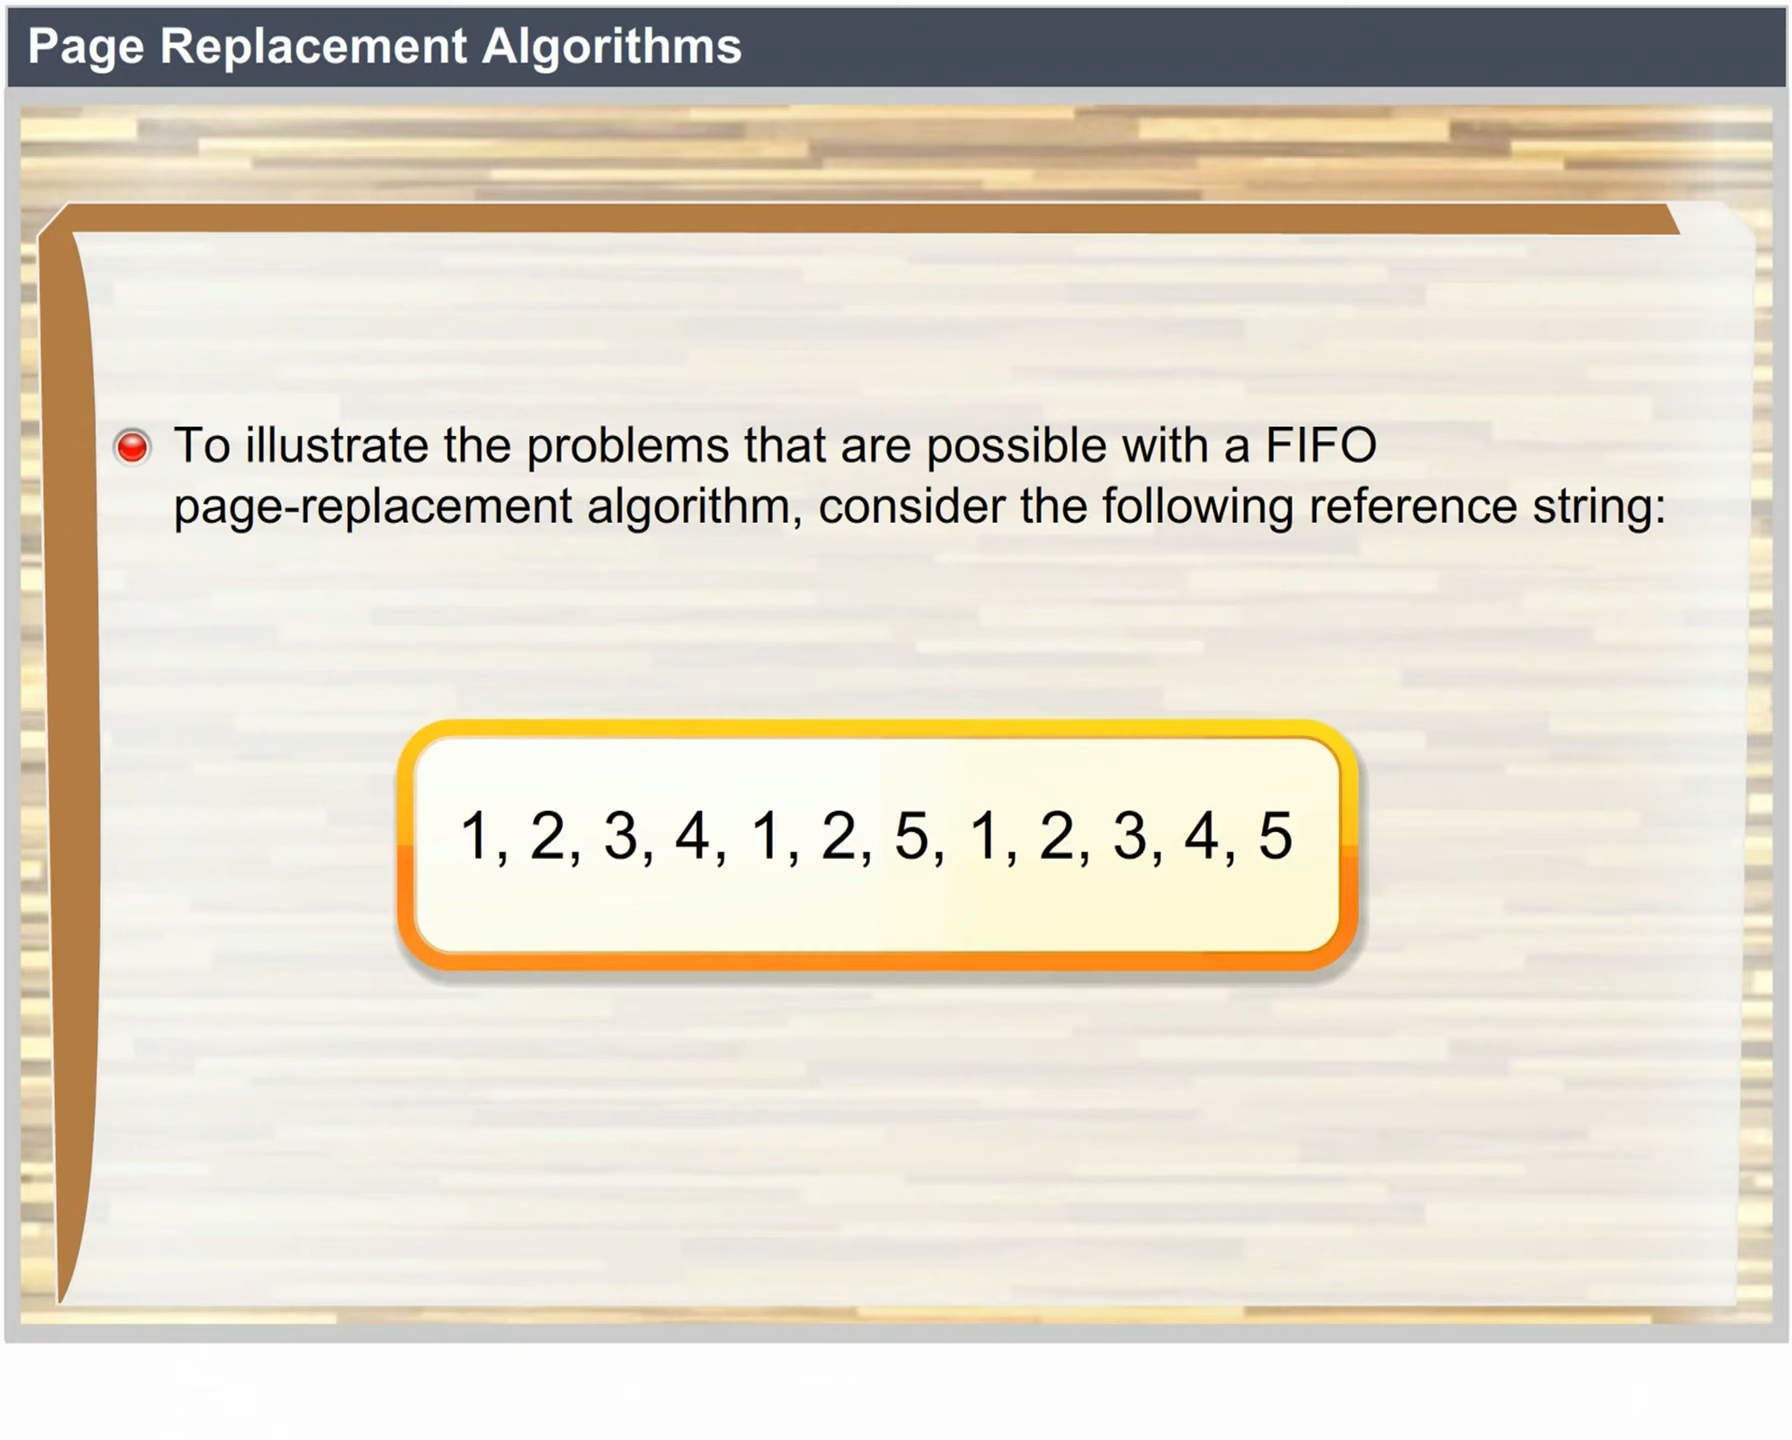 Page Replacement Algorithms
To illustrate the problems that are possible with a FIFO
page-replacement algorithm, consider the following reference string:
1, 2, 3, 4, 1, 2, 5, 1, 2, 3, 4, 5